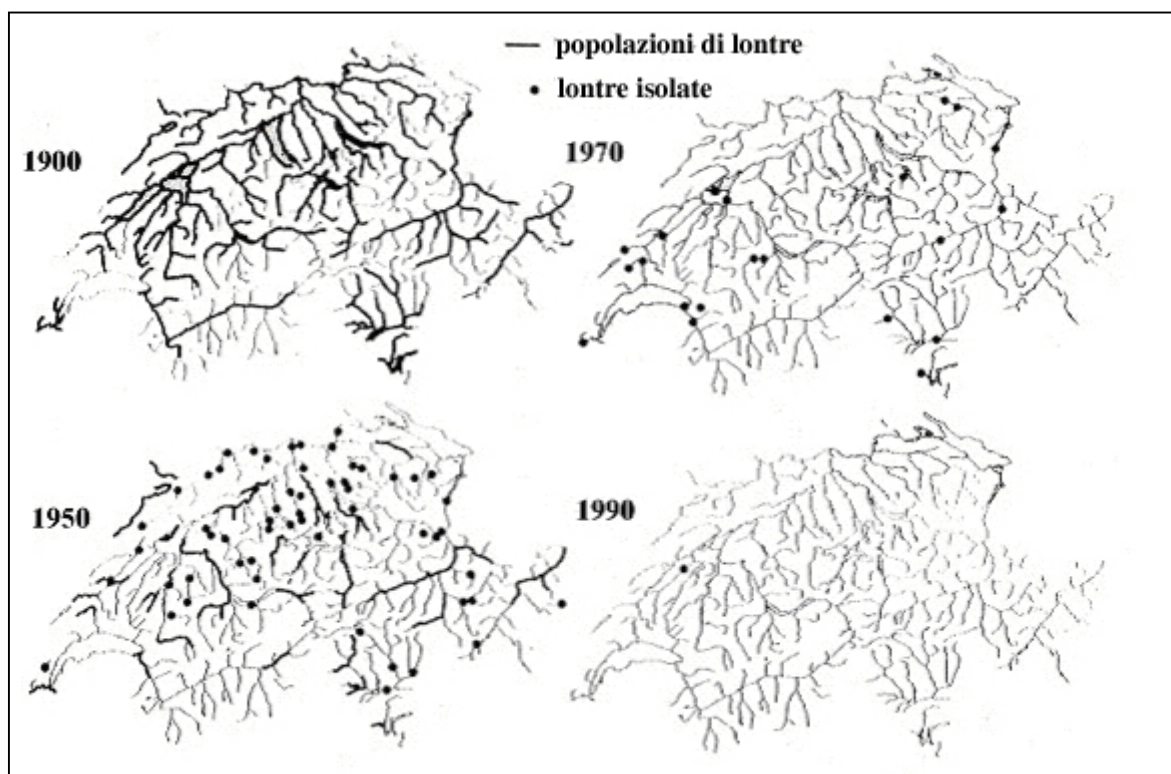 — popolazioni di lontre
• lontre isolate
1900
1970
1950
1990